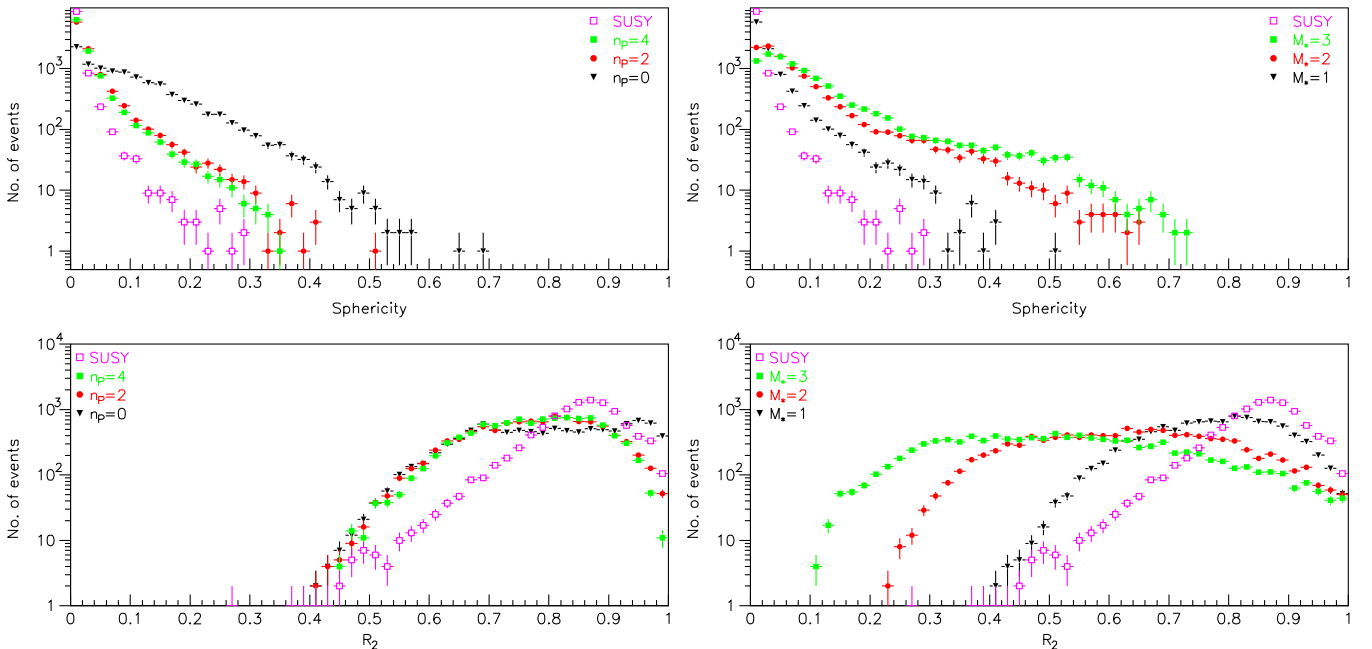 No. of events
10^3
10^2
10
1
SUSY
n_P=4
n_P=2
n_P=0
0 0.1 0.2 0.3 0.4 0.5 0.6 0.7 0.8 0.9 1
Sphericity
No. of events
10^3
10^2
10
1
SUSY
M_*=3
M_*=2
M_*=1
0 0.1 0.2 0.3 0.4 0.5 0.6 0.7 0.8 0.9 1
Sphericity
No. of events
10^4
10^3
10^2
10
1
SUSY
n_P=4
n_P=2
n_P=0
0 0.1 0.2 0.3 0.4 0.5 0.6 0.7 0.8 0.9 1
R_2
No. of events
10^4
10^3
10^2
10
1
SUSY
M_*=3
M_*=2
M_*=1
0 0.1 0.2 0.3 0.4 0.5 0.6 0.7 0.8 0.9 1
R_2